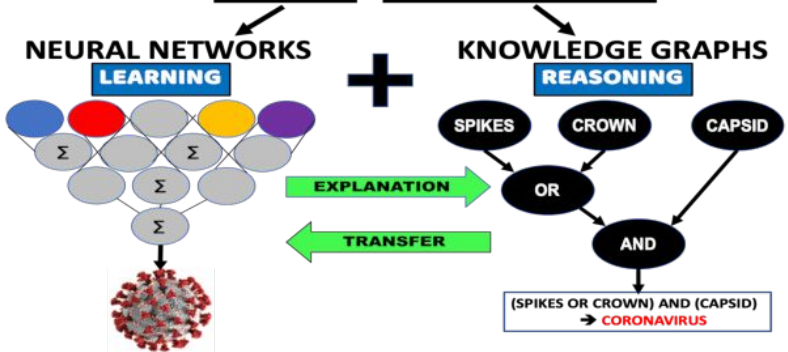 NEURAL NETWORKS
LEARNING
+
KNOWLEDGE GRAPHS
REASONING
Σ
Σ
Σ
Σ
SPIKES
CROWN
CAPSID
OR
AND
EXPLANATION
TRANSFER
(SPIKES OR CROWN) AND (CAPSID)
➔ CORONAVIRUS